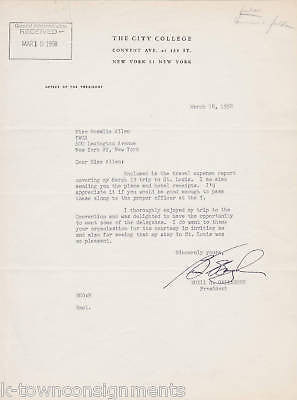 THE CITY COLLEGE
CONVENT AVE. at 139 ST.
NEW YORK 31 NEW YORK
OFFICE OF THE PRESIDENT
RECEIVED
MAR 1 1958
March 18, 1958
Miss Rosalie Allen
YWCA
New York 22, New York
Dear Miss Allen:
Enclosed is the travel expense report
covering my March 13 trip to St. Louis. I am also
sending you the plane and hotel receipts. I'd
appreciate it if you would be good enough to pass
these along to the proper officer at the Y.
I thoroughly enjoyed my trip to the
Convention and was delighted to have the opportunity
to meet some of the delegates. I do want to thank
your organization for its courtesy in inviting me
and also for seeing that my stay in St. Louis was
so pleasant.
Sincerely yours,
BUELL G. GALLAGHER
President
Encl.
k-townconsignments